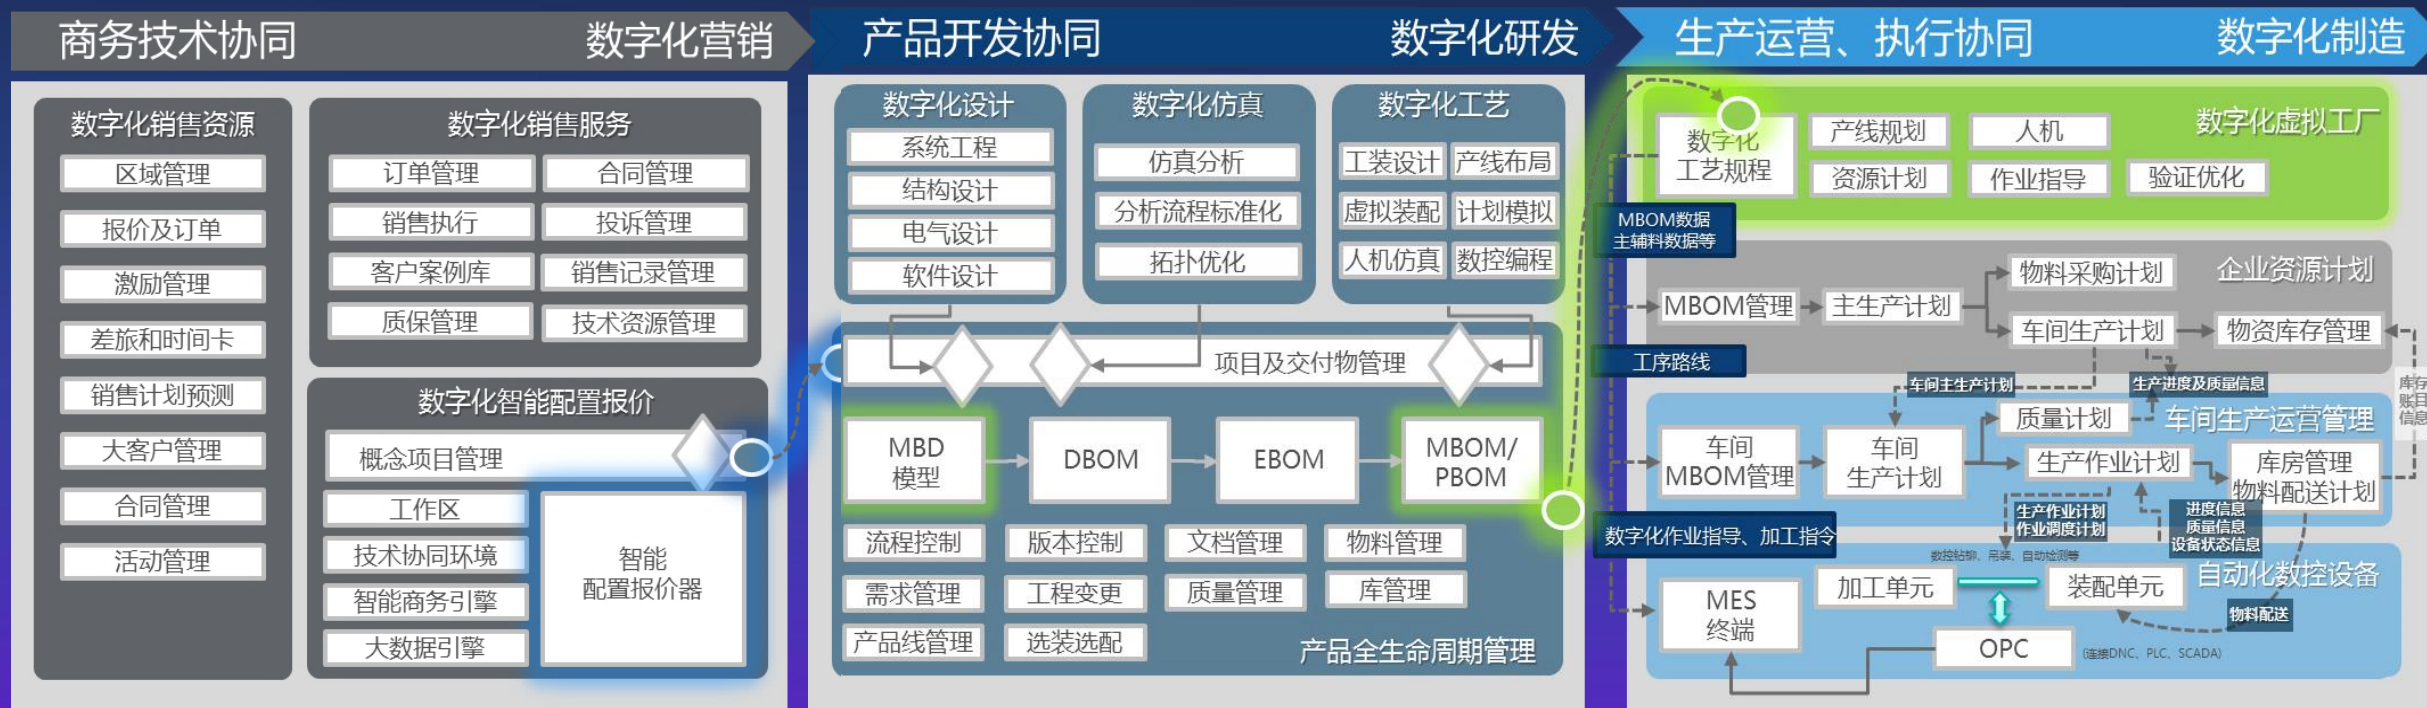 商务技术协同
数字化营销
产品开发协同
数字化研发
生产运营、执行协同
数字化制造
数字化销售资源
区域管理
报价及订单
激励管理
差旅和时间卡
销售计划预测
大客户管理
合同管理
活动管理
数字化销售服务
订单管理
合同管理
销售执行
投诉管理
客户案例库
销售记录管理
质保管理
技术资源管理
数字化智能配置报价
概念项目管理
工作区
技术协同环境
智能商务引擎
大数据引擎
智能
配置报价器
数字化设计
系统工程
结构设计
电气设计
软件设计
数字化仿真
仿真分析
分析流程标准化
拓扑优化
数字化工艺
工装设计
产线布局
虚拟装配
计划模拟
人机仿真
数控编程
项目及交付物管理
MBD
模型
DBOM
EBOM
MBOM/
PBOM
流程控制
版本控制
文档管理
物料管理
需求管理
工程变更
质量管理
库管理
产品线管理
选装选配
产品全生命周期管理
数字化虚拟工厂
数字化
工艺规程
产线规划
人机
资源计划
作业指导
验证优化
MBOM数据
主辅料数据等
企业资源计划
物料采购计划
MBOM管理
主生产计划
车间生产计划
物资库存管理
工序路线
车间主生产计划
生产进度及质量信息
库存
账目
信息
车间生产运营管理
质量计划
车间
MBOM管理
车间
生产计划
生产作业计划
库房管理
物料配送计划
生产作业计划
作业调度计划
进度信息
质量信息
设备状态信息
数字化作业指导、加工指令
数控钻铆、吊装、自动检测等
自动化数控设备
MES
终端
加工单元
装配单元
物料配送
OPC
(连接DNC、PLC、SCADA)